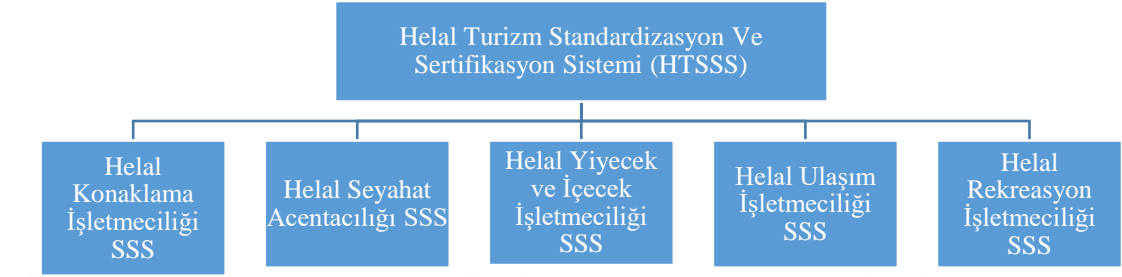 Helal Turizm Standardizasyon Ve
Sertifikasyon Sistemi (HTSSS)
Helal
Konaklama
İşletmeciliği
SSS
Helal Seyahat
Acentacılığı SSS
Helal Yiyecek
ve İçecek
İşletmeciliği
SSS
Helal Ulaşım
İşletmeciliği
SSS
Helal
Rekreasyon
İşletmeciliği
SSS